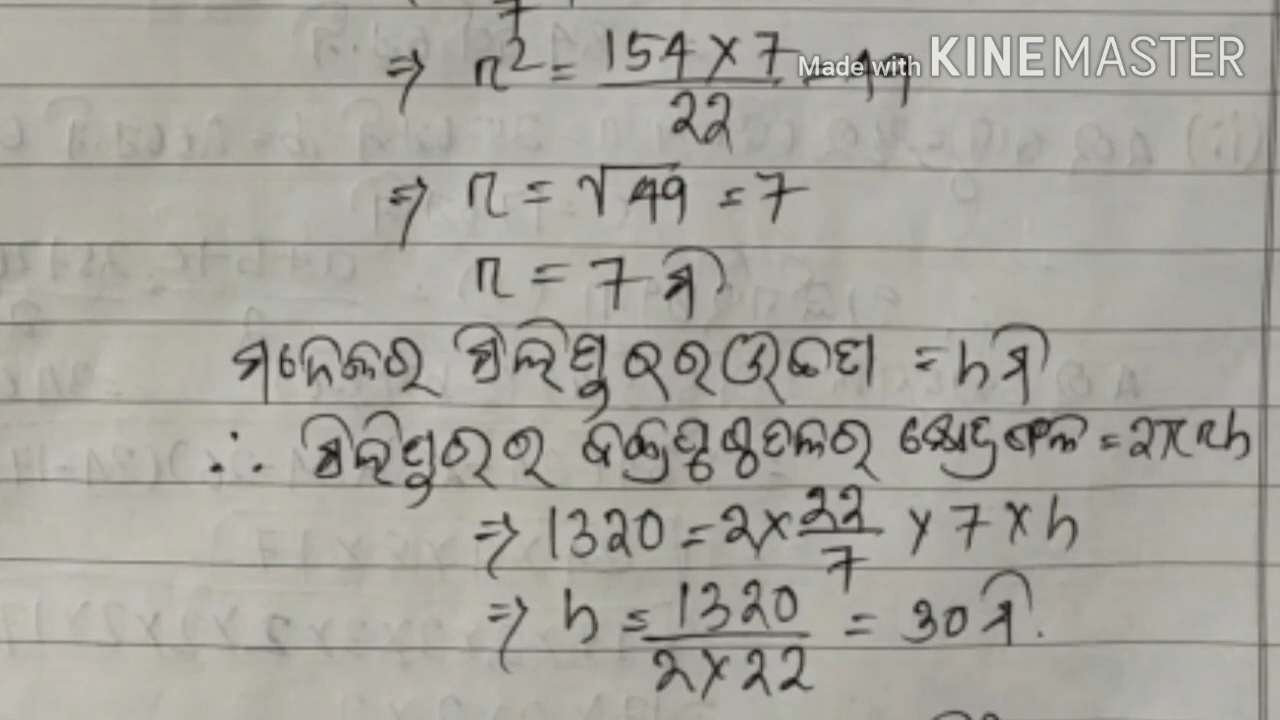 7
⇒ r² = 154 × 7 / 22 = 49
Made with KINEMASTER
⇒ r = √49 = 7
r = 7 ମି
ମନେକର ସିଲିଣ୍ଡରର ଉଚ୍ଚତା = h ମି
∴ ସିଲିଣ୍ଡରର ବକ୍ରପୃଷ୍ଠତଳର କ୍ଷେତ୍ରଫଳ = 2πrh
⇒ 1320 = 2 × 22/7 × 7 × h
⇒ h = 1320 / 2 × 22 = 30 ମି.